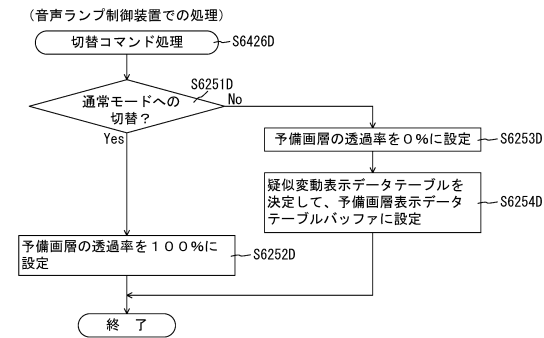 (音声ランプ制御装置での処理)
切替コマンド処理
S6426D
S6251D
通常モードへの
切替?
No
Yes
予備画層の透過率を0%に設定
S6253D
疑似変動表示データテーブルを
決定して、予備画層表示データ
テーブルバッファに設定
S6254D
予備画層の透過率を100%に
設定
S6252D
終 了